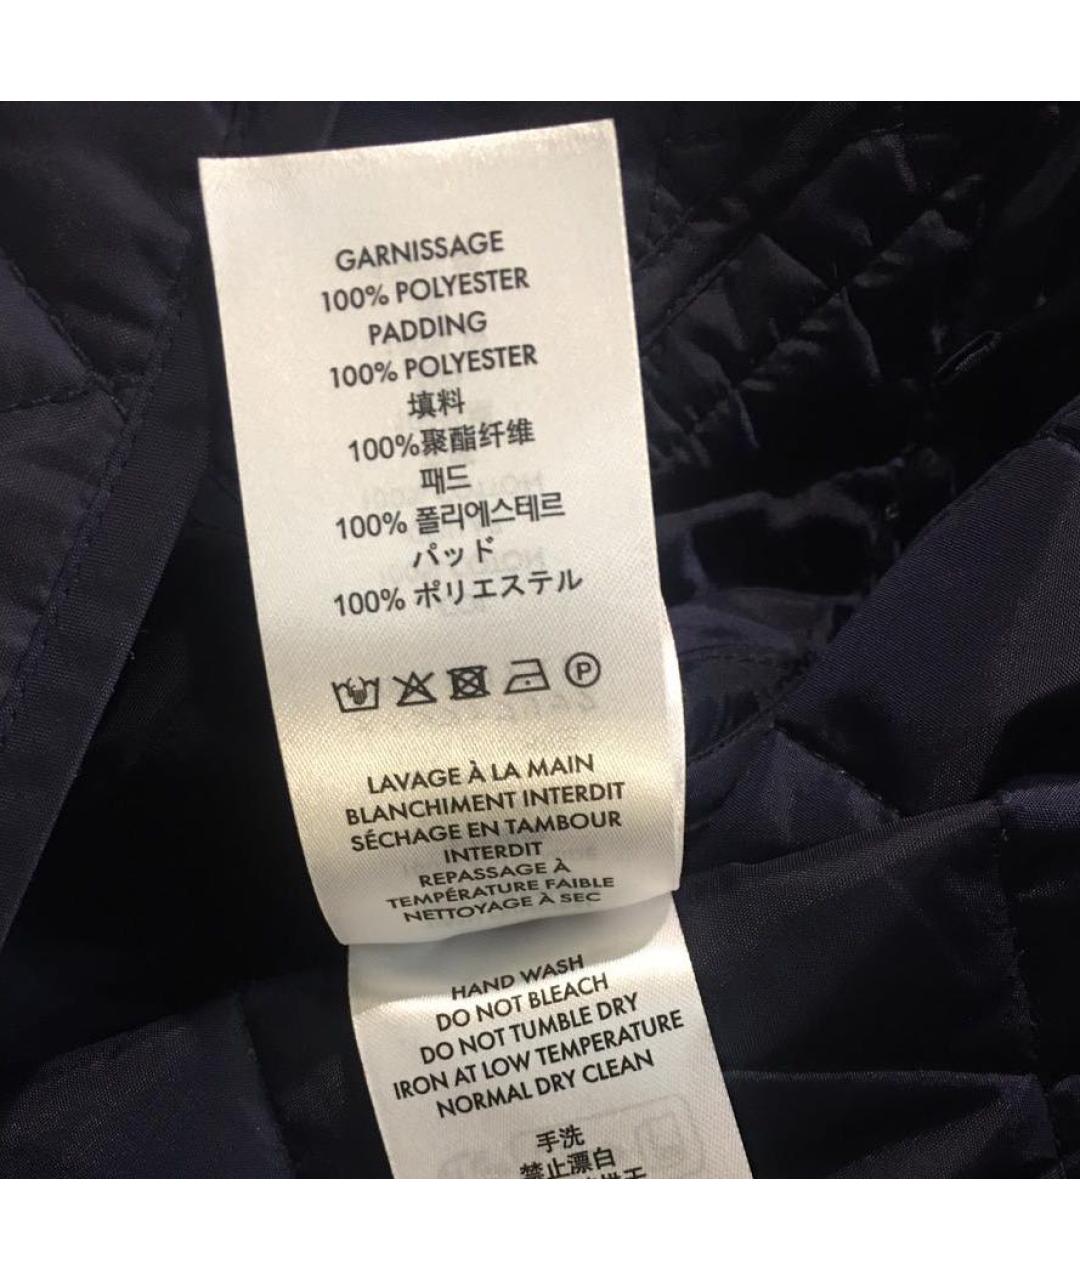 GARNISSAGE
100% POLYESTER
PADDING
100% POLYESTER
填料
100%聚酯纤维
패드
100% 폴리에스테르
パッド
100% ポリエステル
P
LAVAGE À LA MAIN
BLANCHIMENT INTERDIT
SÉCHAGE EN TAMBOUR
INTERDIT
REPASSAGE À
TEMPÉRATURE FAIBLE
NETTOYAGE À SEC
HAND WASH
DO NOT BLEACH
DO NOT TUMBLE DRY
IRON AT LOW TEMPERATURE
NORMAL DRY CLEAN
手洗
禁止漂白